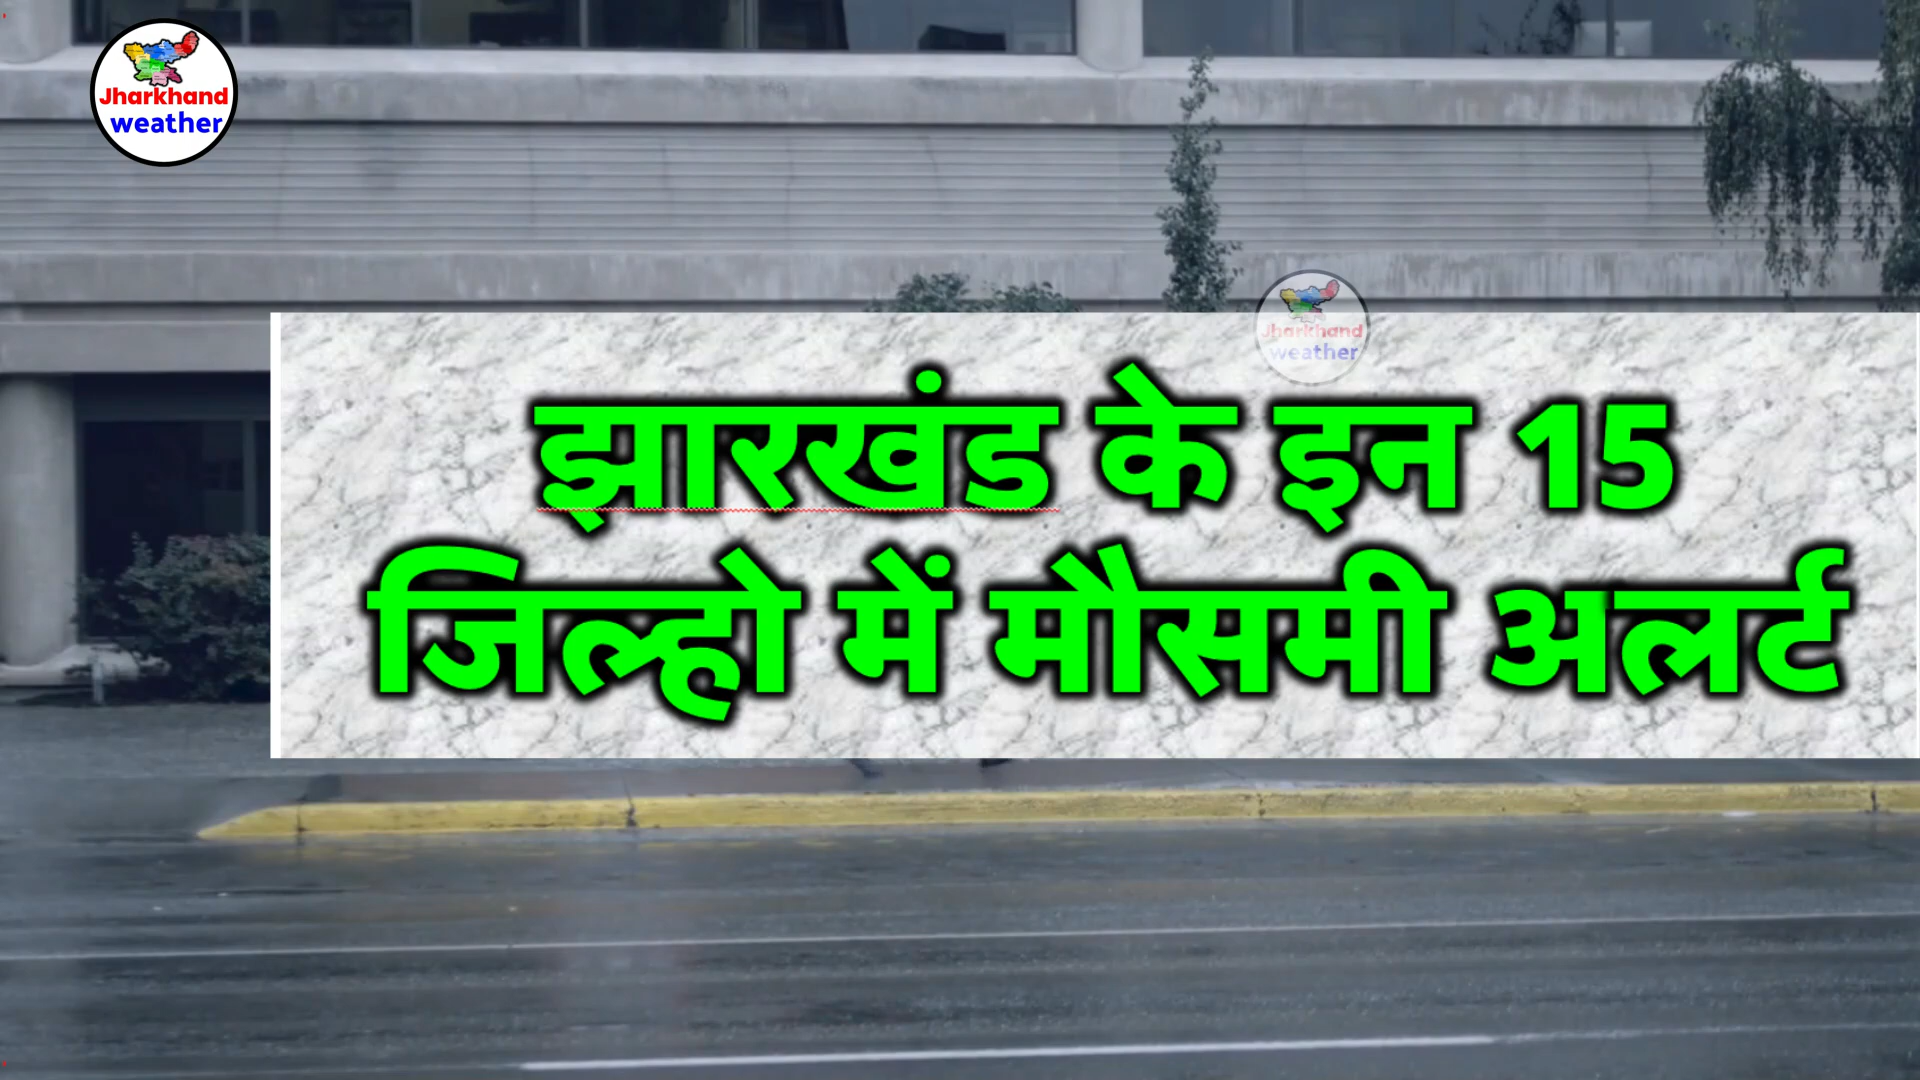 Jharkhand
weather
Jharkhand
weather
झारखंड के इन 15
जिल्हो में मौसमी अलर्ट